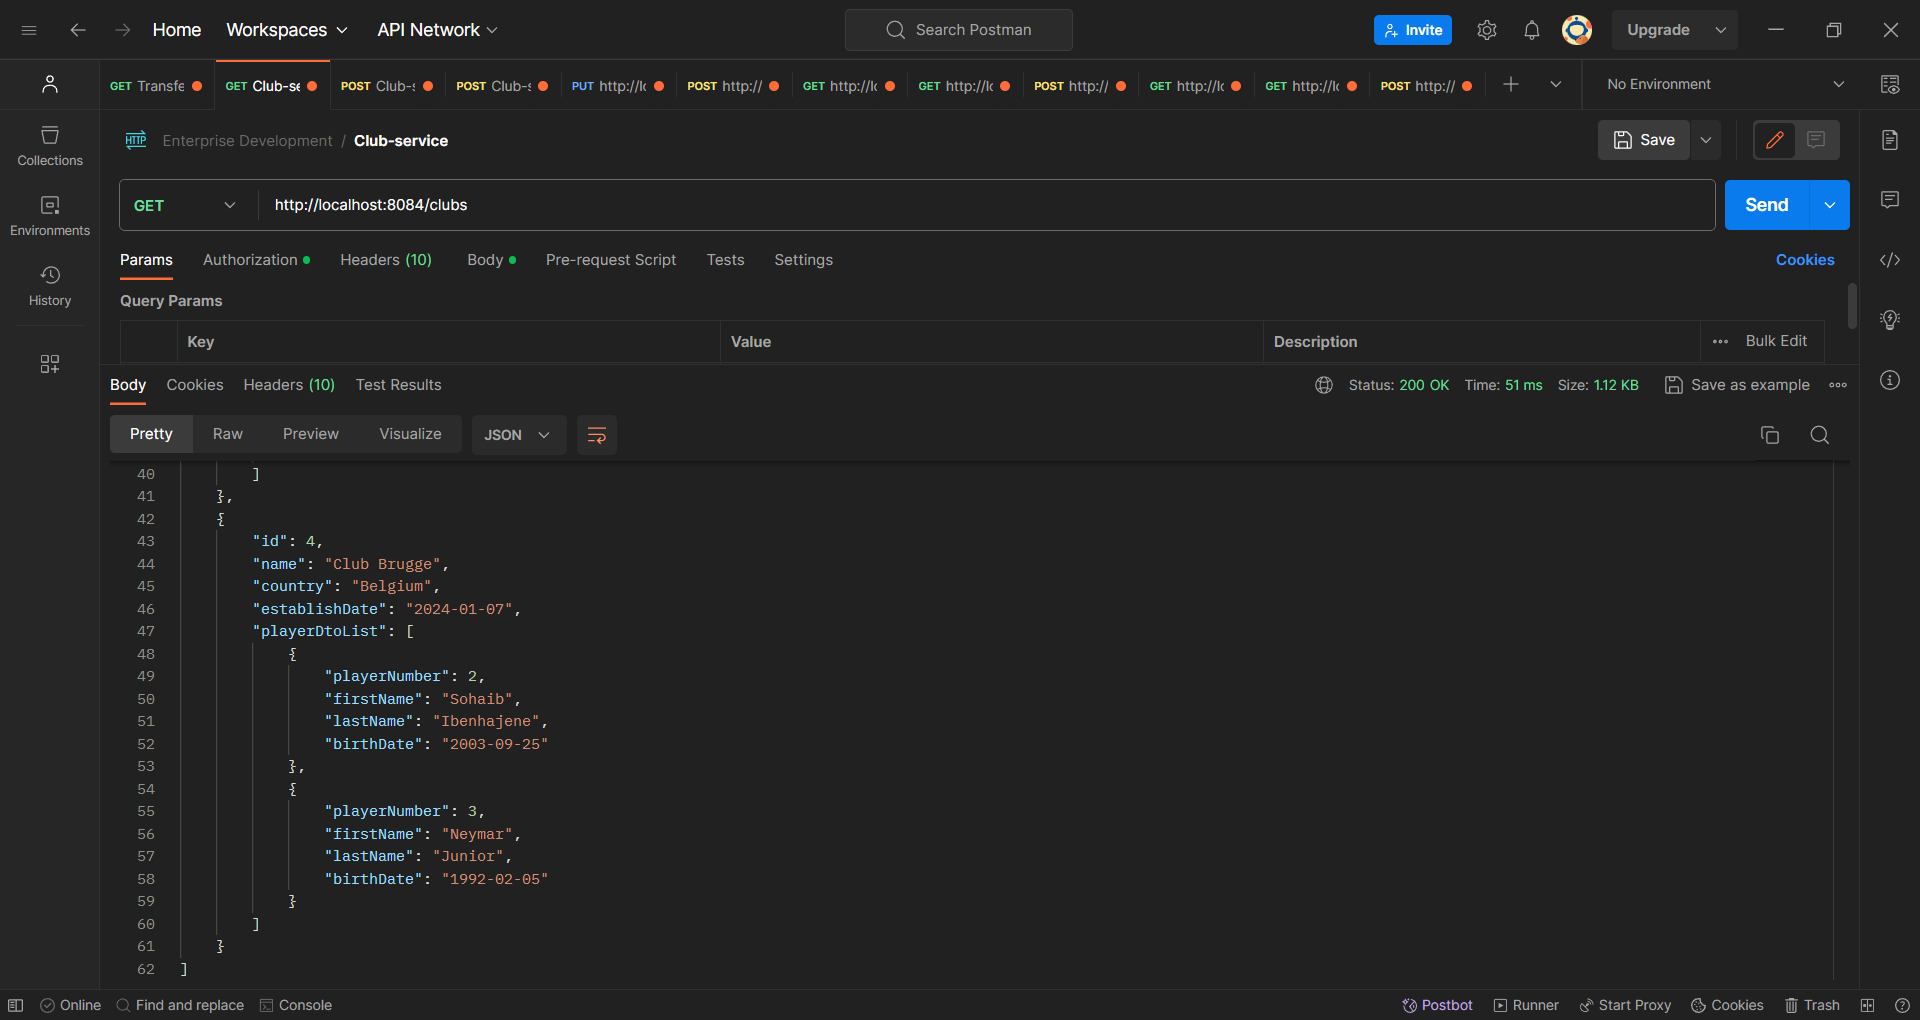 Home Workspaces API Network Search Postman Invite Upgrade
GET Transfe GET Club-se POST Club-s POST Club-s PUT http://lc POST http:// GET http://lc GET http://lc POST http:// GET http://lc GET http://lc POST http:// No Environment
Enterprise Development / Club-service Save
Collections
GET http://localhost:8084/clubs Send
Environments
Params Authorization Headers (10) Body Pre-request Script Tests Settings Cookies
History
Query Params
Key Value Description Bulk Edit
Body Cookies Headers (10) Test Results Status: 200 OK Time: 51 ms Size: 1.12 KB Save as example
Pretty Raw Preview Visualize JSON
40 ]
41 },
42 {
43 "id": 4,
44 "name": "Club Brugge",
45 "country": "Belgium",
46 "establishDate": "2024-01-07",
47 "playerDtoList": [
48 {
49 "playerNumber": 2,
50 "firstName": "Sohaib",
51 "lastName": "Ibenhajene",
52 "birthDate": "2003-09-25"
53 },
54 {
55 "playerNumber": 3,
56 "firstName": "Neymar",
57 "lastName": "Junior",
58 "birthDate": "1992-02-05"
59 }
60 ]
61 }
62 ]
Online Find and replace Console Postbot Runner Start Proxy Cookies Trash